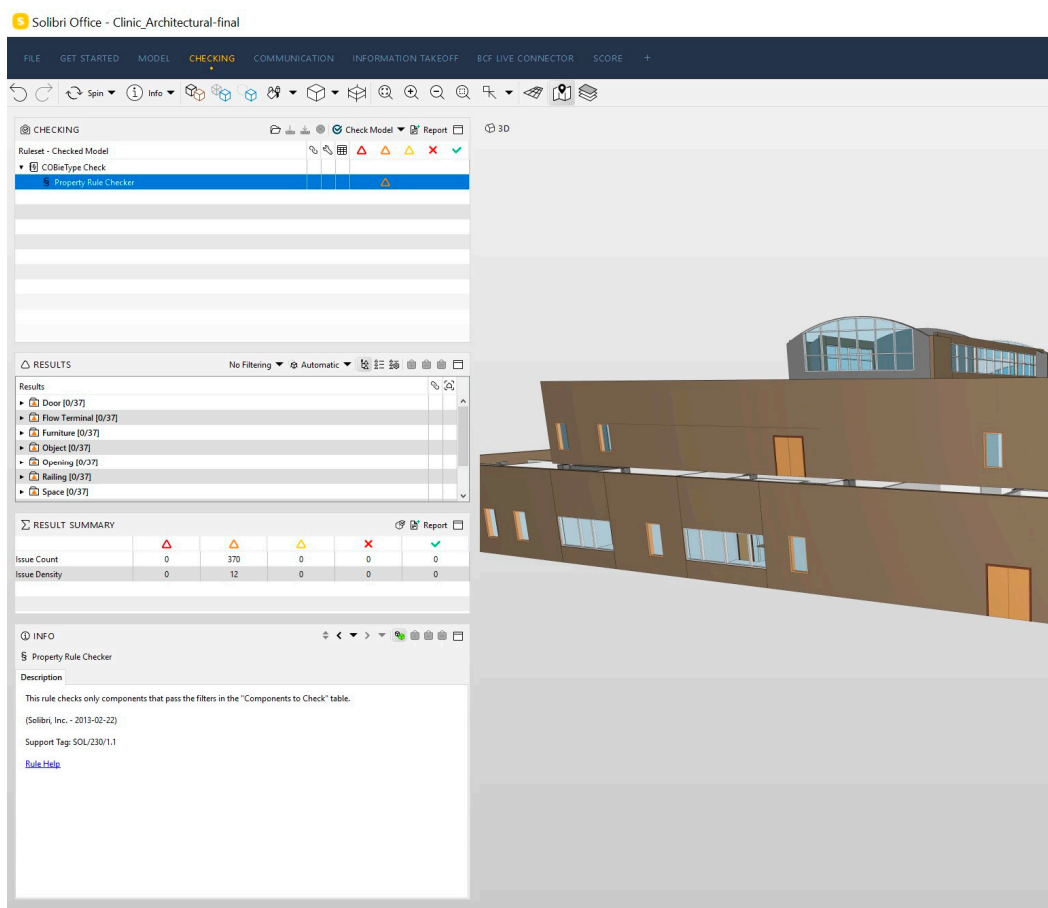 S Solibri Office - Clinic_Architectural-final
FILE GET STARTED MODEL CHECKING COMMUNICATION INFORMATION TAKEOFF BCF LIVE CONNECTOR SCORE +
Spin Info
CHECKING Check Model Report
3D
Ruleset - Checked Model
COBieType Check
§ Property Rule Checker
RESULTS No Filtering Automatic
Results
Door [0/37]
Flow Terminal [0/37]
Furniture [0/37]
Object [0/37]
Opening [0/37]
Railing [0/37]
Space [0/37]
RESULT SUMMARY Report
Issue Count 0 370 0 0 0
Issue Density 0 12 0 0 0
INFO
§ Property Rule Checker
Description
This rule checks only components that pass the filters in the "Components to Check" table.
(Solibri, Inc. - 2013-02-22)
Support Tag: SOL/230/1.1
Rule Help